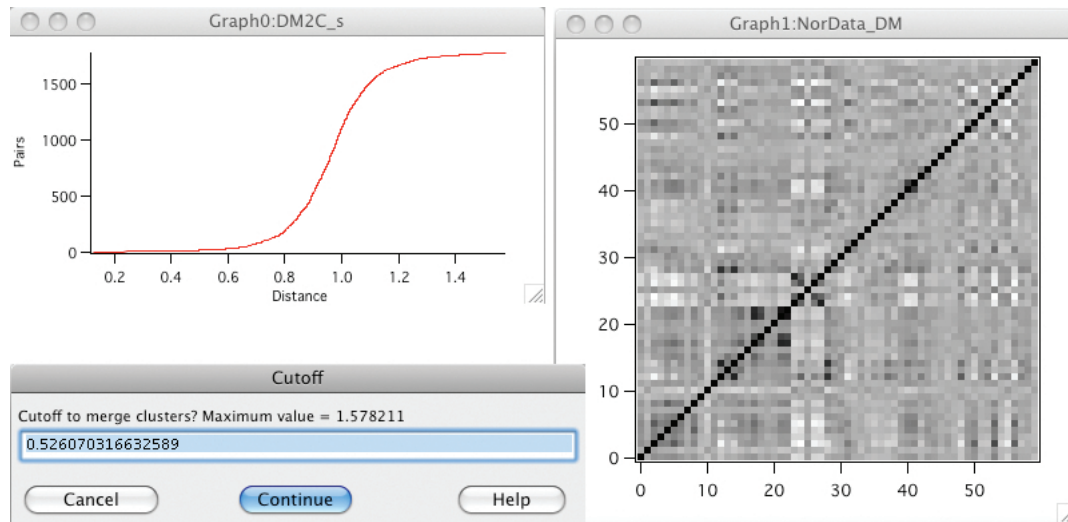 Graph0:DM2C_s
1500
1000
500
0
Pairs
0.2 0.4 0.6 0.8 1.0 1.2 1.4
Distance
Graph1:NorData_DM
50
40
30
20
10
0
0 10 20 30 40 50
Cutoff
Cutoff to merge clusters? Maximum value = 1.578211
0.526070316632589
Cancel Continue Help